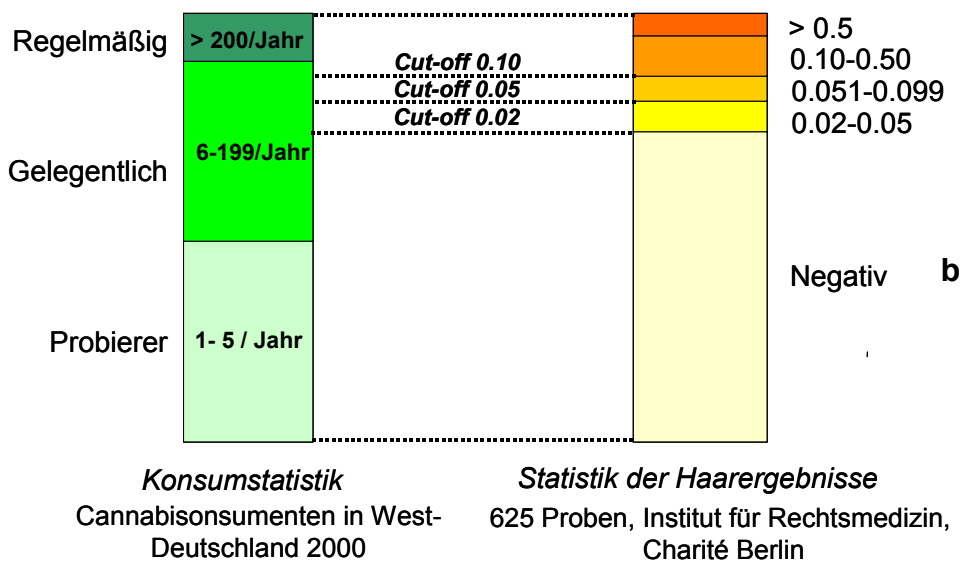 Regelmäßig
> 200/Jahr
Gelegentlich
6-199/Jahr
Probierer
1- 5 / Jahr
Cut-off 0.10
Cut-off 0.05
Cut-off 0.02
> 0.5
0.10-0.50
0.051-0.099
0.02-0.05
Negativ
b
Konsumstatistik
Cannabisonsumenten in West-
Deutschland 2000
Statistik der Haarergebnisse
625 Proben, Institut für Rechtsmedizin,
Charité Berlin